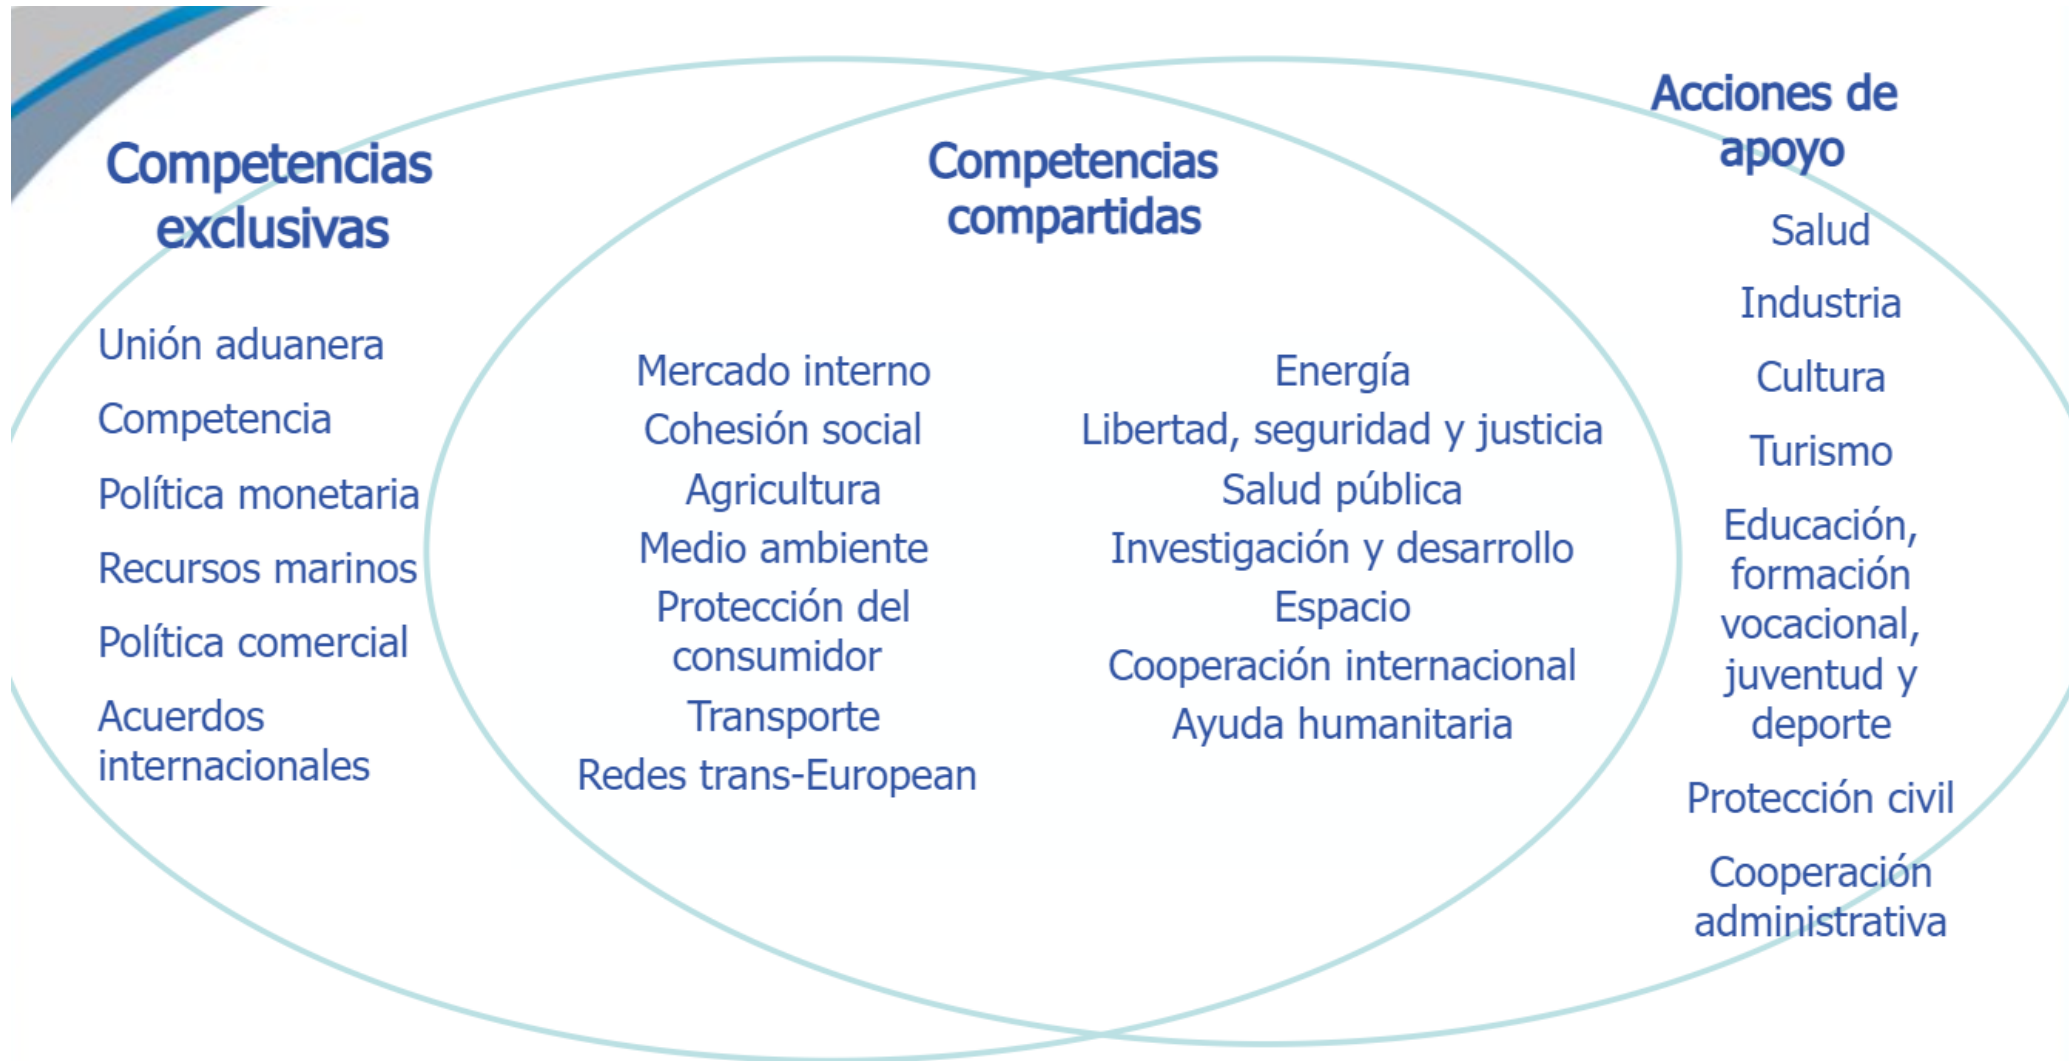 Competencias
exclusivas
Unión aduanera
Competencia
Política monetaria
Recursos marinos
Política comercial
Acuerdos
internacionales
Competencias
compartidas
Mercado interno
Cohesión social
Agricultura
Medio ambiente
Protección del
consumidor
Transporte
Redes trans-European
Energía
Libertad, seguridad y justicia
Salud pública
Investigación y desarrollo
Espacio
Cooperación internacional
Ayuda humanitaria
Acciones de
apoyo
Salud
Industria
Cultura
Turismo
Educación,
formación
vocacional,
juventud y
deporte
Protección civil
Cooperación
administrativa